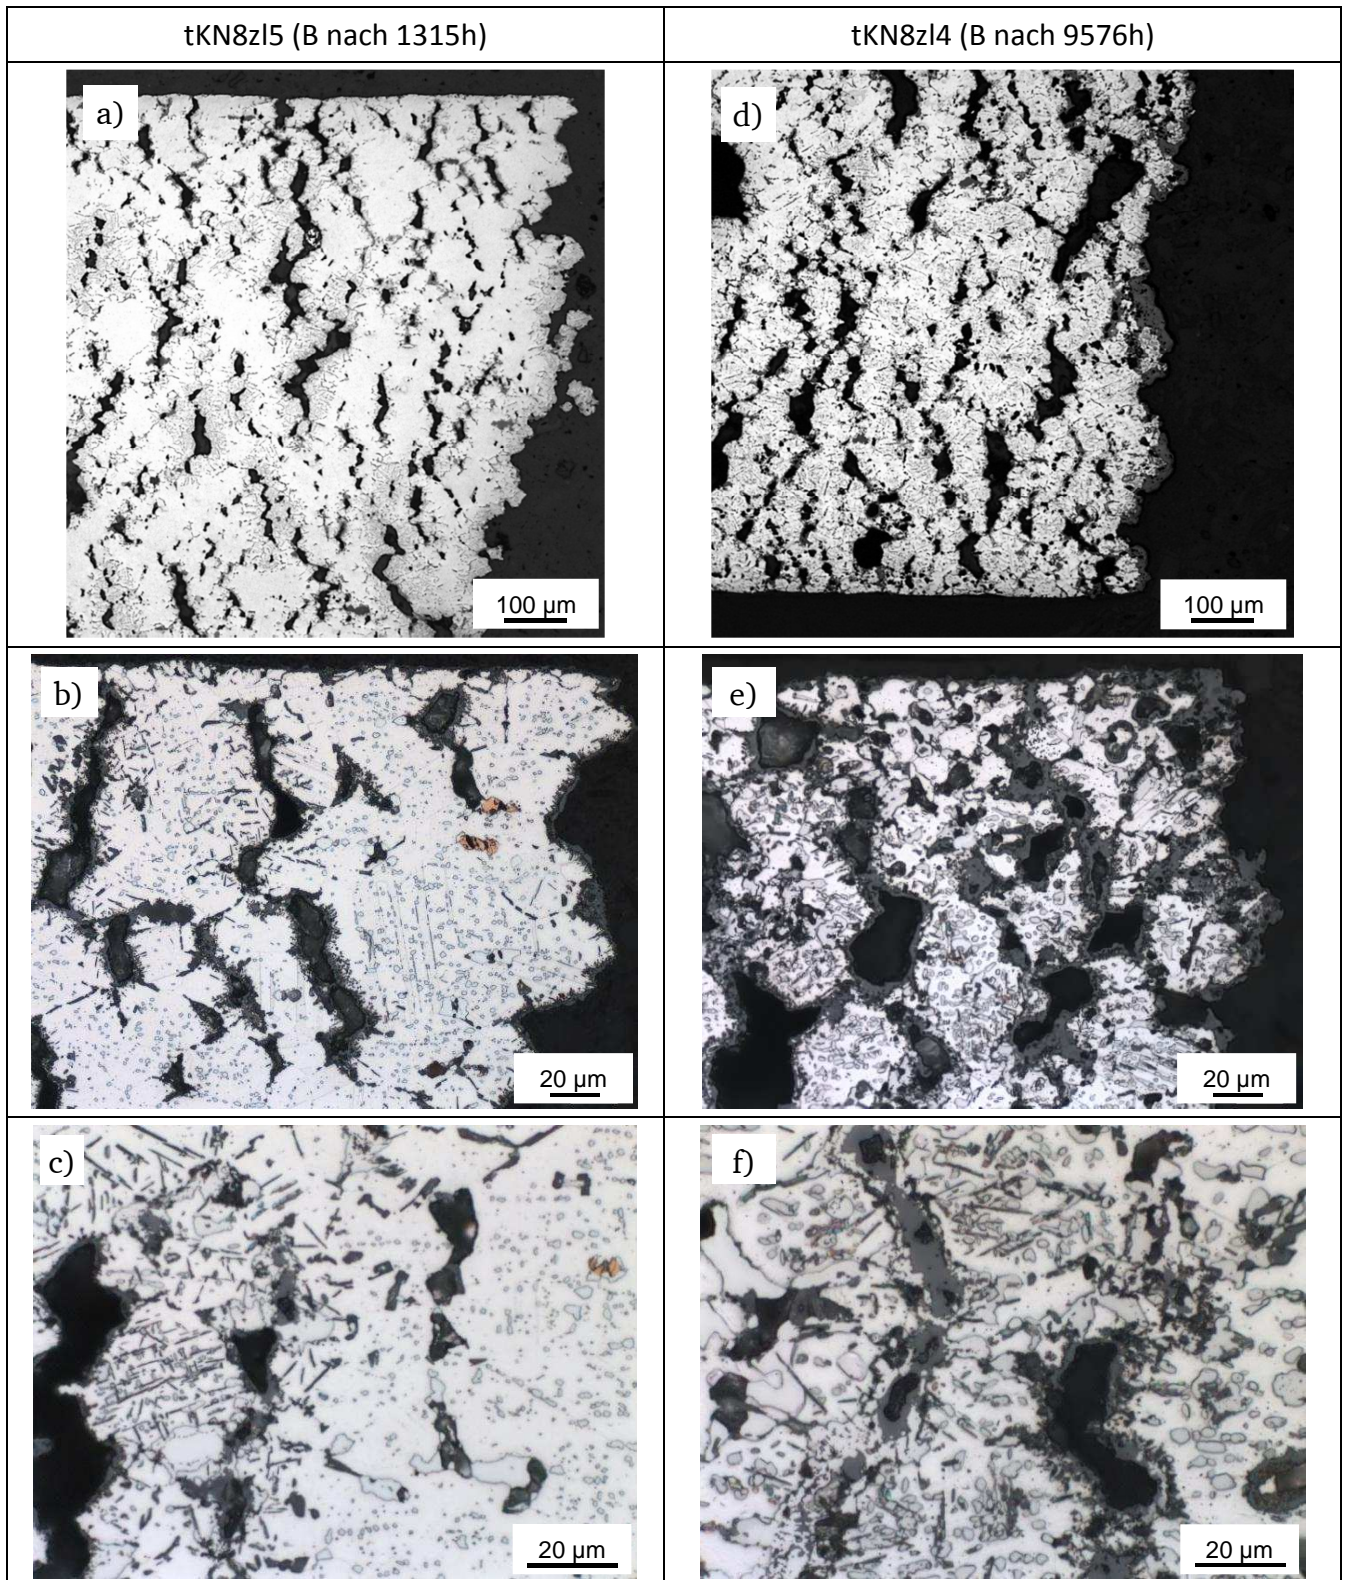 tKN8zl5 (B nach 1315h)
tKN8zl4 (B nach 9576h)
a)
100 µm
d)
100 µm
b)
20 µm
e)
20 µm
c)
20 µm
f)
20 µm